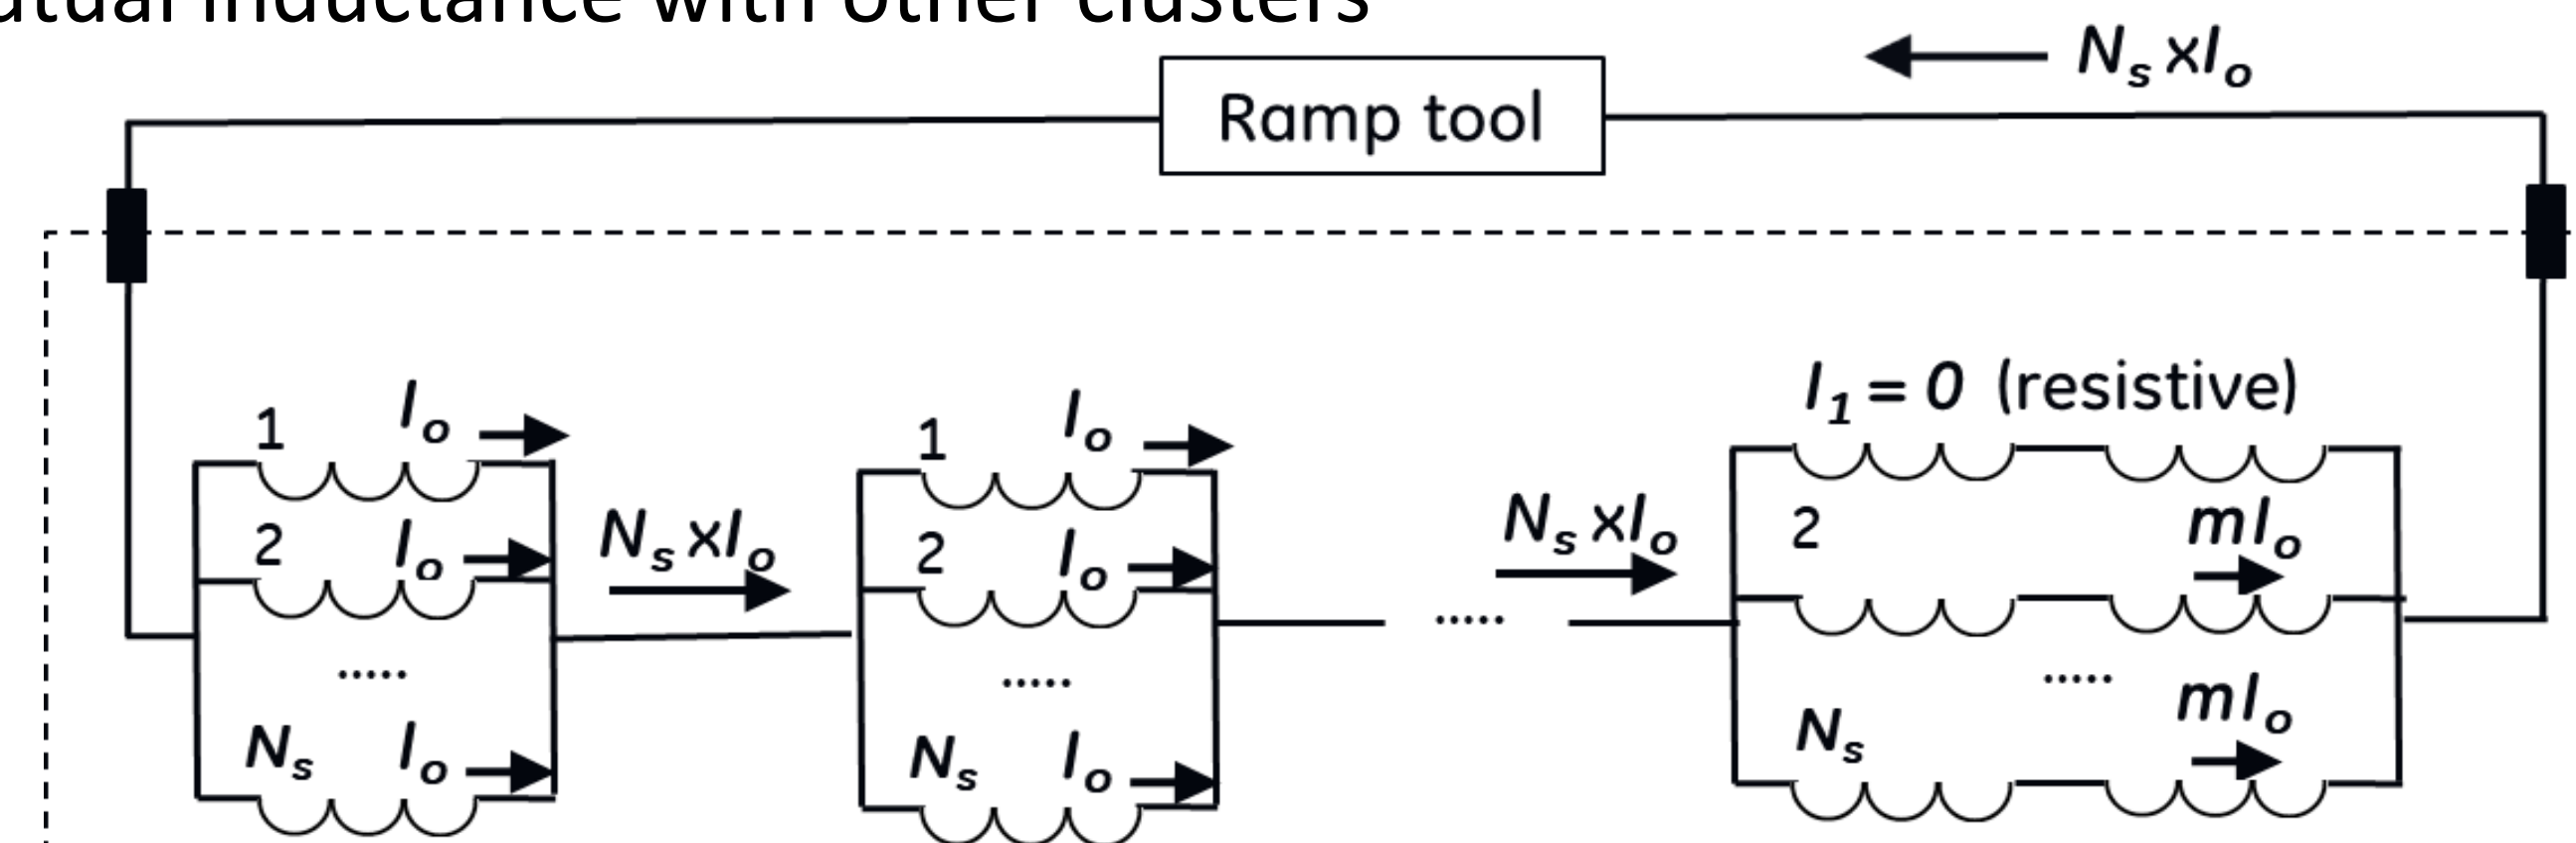 mutual inductance with other clusters
N_s x I_o
Ramp tool
I_1 = 0 (resistive)
1 I_o
1 I_o
N_s x I_o
N_s x I_o
2 I_o
2 I_o
2 mI_o
.....
.....
.....
.....
N_s I_o
N_s I_o
N_s mI_o